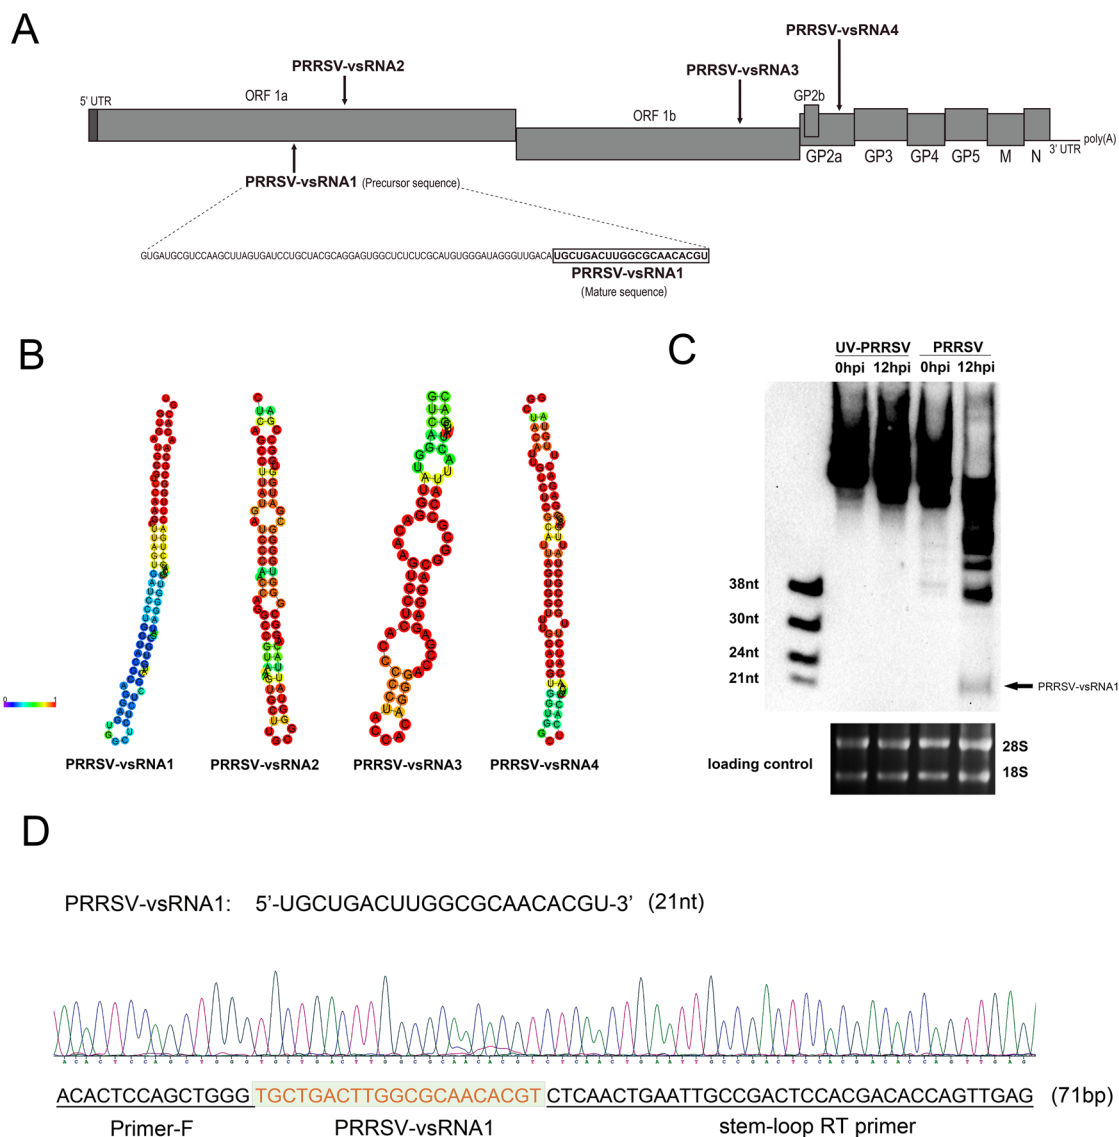 A
PRRSV-vsRNA4
PRRSV-vsRNA2
PRRSV-vsRNA3
5' UTR
ORF 1a
ORF 1b
GP2b
poly(A)
3' UTR
GP2a
GP3
GP4
GP5
M
N
PRRSV-vsRNA1 (Precursor sequence)
GUGAUGCGUCCAAGCUUAGUGAUCCUGCUACGCAGGAGUGGCUCUCUCGCAUGUGGGAUAGGGUUGACA UGCUGACUUGGCGCAACACGU
PRRSV-vsRNA1
(Mature sequence)
B
0
1
PRRSV-vsRNA1
PRRSV-vsRNA2
PRRSV-vsRNA3
PRRSV-vsRNA4
C
UV-PRRSV
PRRSV
0hpi
12hpi
0hpi
12hpi
38nt
30nt
24nt
21nt
PRRSV-vsRNA1
loading control
28S
18S
D
PRRSV-vsRNA1: 5'-UGCUGACUUGGCGCAACACGU-3' (21nt)
ACACTCCAGCTGGG TGCTGACTTGGCGCAACACGT CTCAACTGAATTGCCGACTCCACGACACCAGTTGAG (71bp)
Primer-F
PRRSV-vsRNA1
stem-loop RT primer